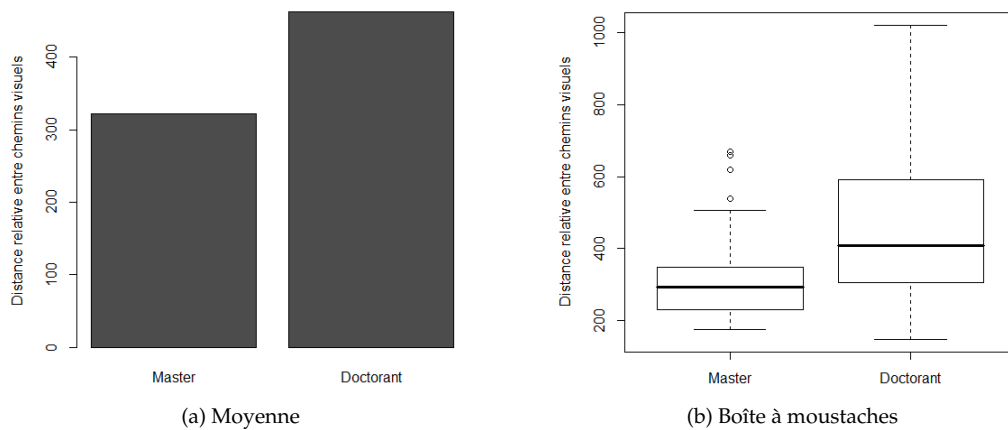 Distance relative entre chemins visuels
400
300
200
100
0
Master
Doctorant
(a) Moyenne
Distance relative entre chemins visuels
1000
800
600
400
200
Master
Doctorant
(b) Boîte à moustaches